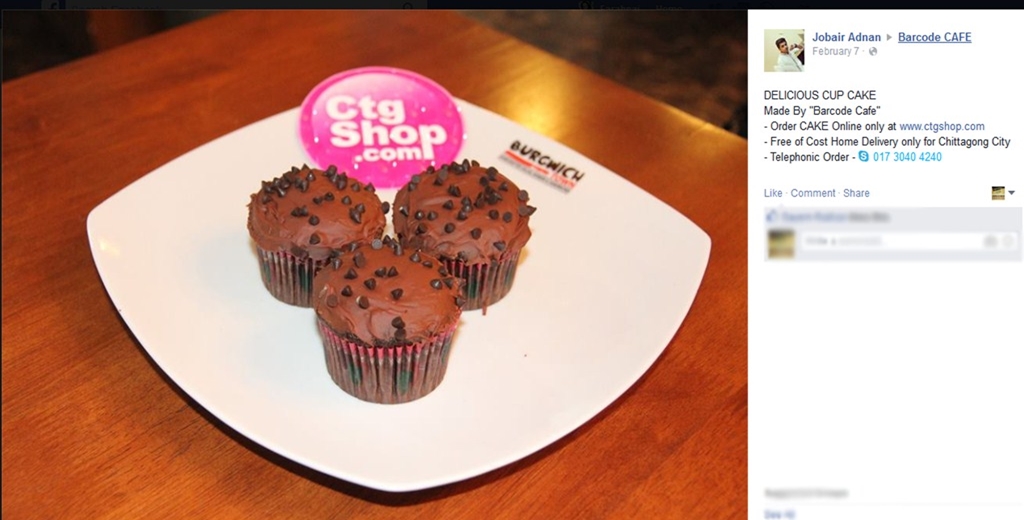 Ctg
Shop
.com
BURGWICH
Jobair Adnan ▸ Barcode CAFE
February 7 ·
DELICIOUS CUP CAKE
Made By "Barcode Cafe"
- Order CAKE Online only at www.ctgshop.com
- Free of Cost Home Delivery only for Chittagong City
- Telephonic Order - 017 3040 4240
Like · Comment · Share